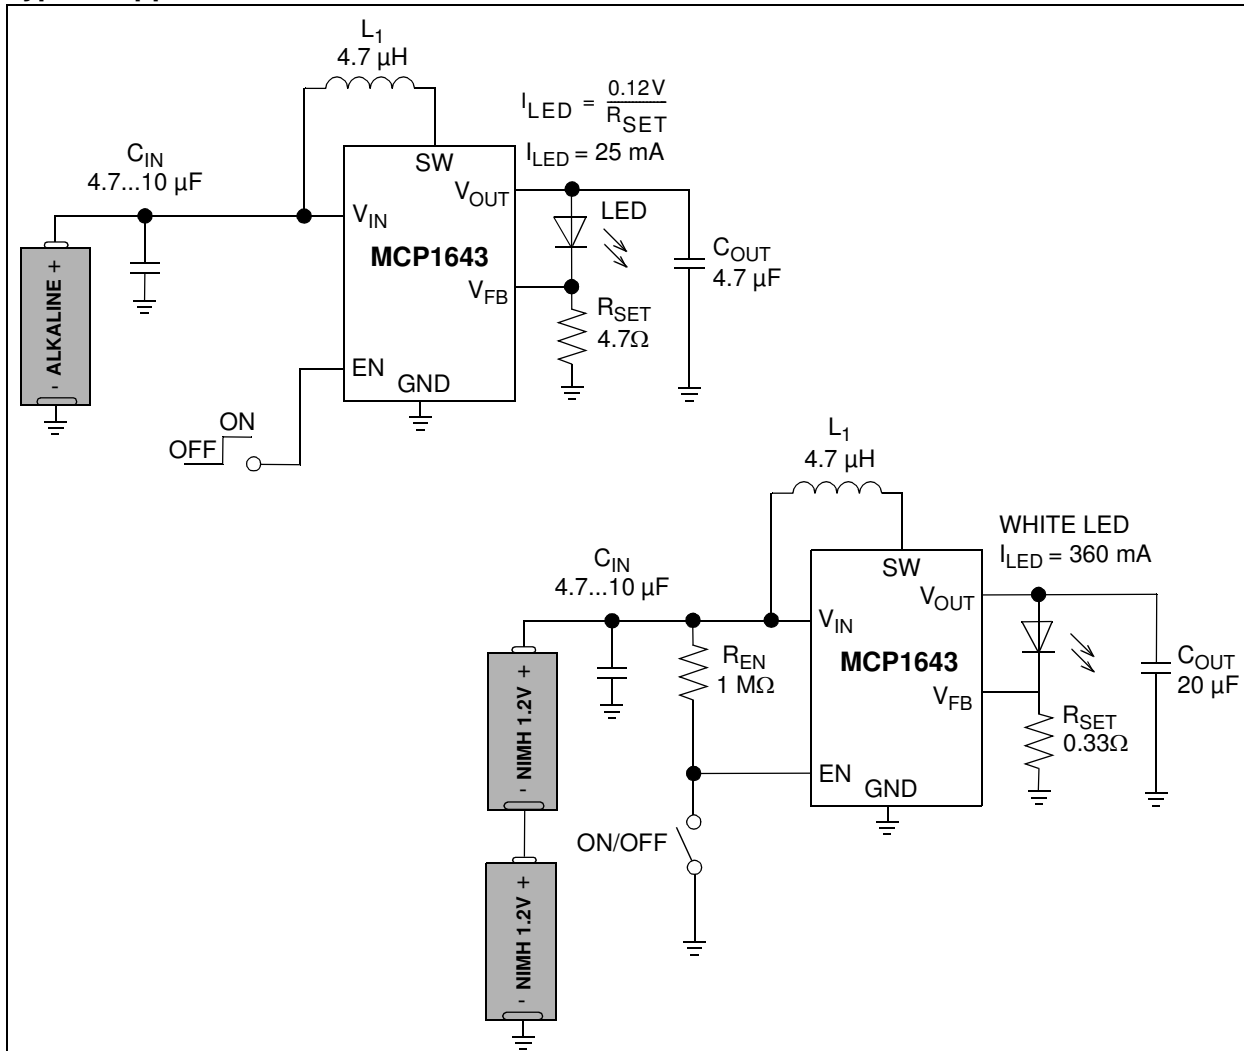 L1
4.7 µH
ILED = 0.12V / RSET
ILED = 25 mA
CIN
4.7...10 µF
SW
VOUT
VIN
LED
MCP1643
COUT
4.7 µF
VFB
RSET
4.7Ω
- ALKALINE +
EN
GND
ON
OFF
L1
4.7 µH
WHITE LED
ILED = 360 mA
CIN
4.7...10 µF
SW
VOUT
VIN
REN
1 MΩ
MCP1643
COUT
20 µF
VFB
RSET
0.33Ω
- NIMH 1.2V +
EN
GND
ON/OFF
- NIMH 1.2V +